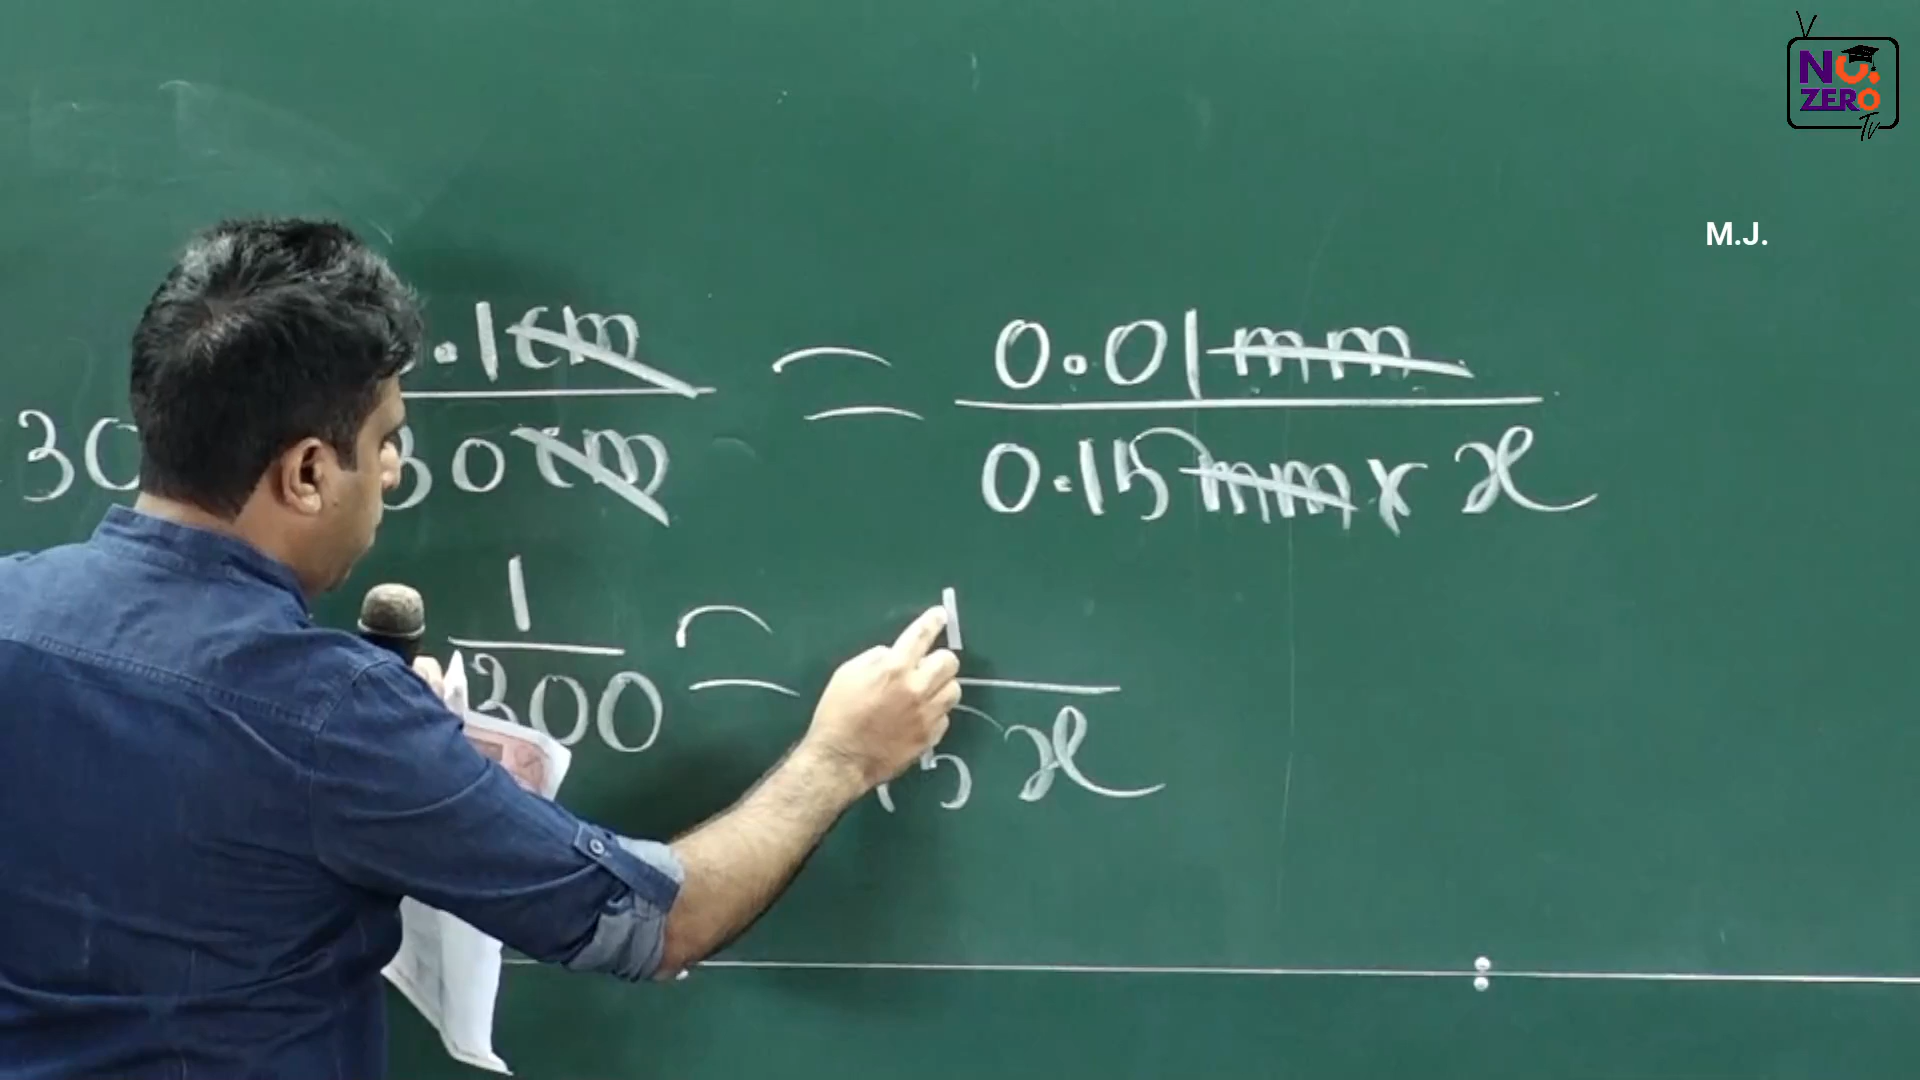 NO.
ZERO
TV
M.J.
.1cm = 0.01mm
30 30cm 0.15mm x x
1 = 1
300 15x